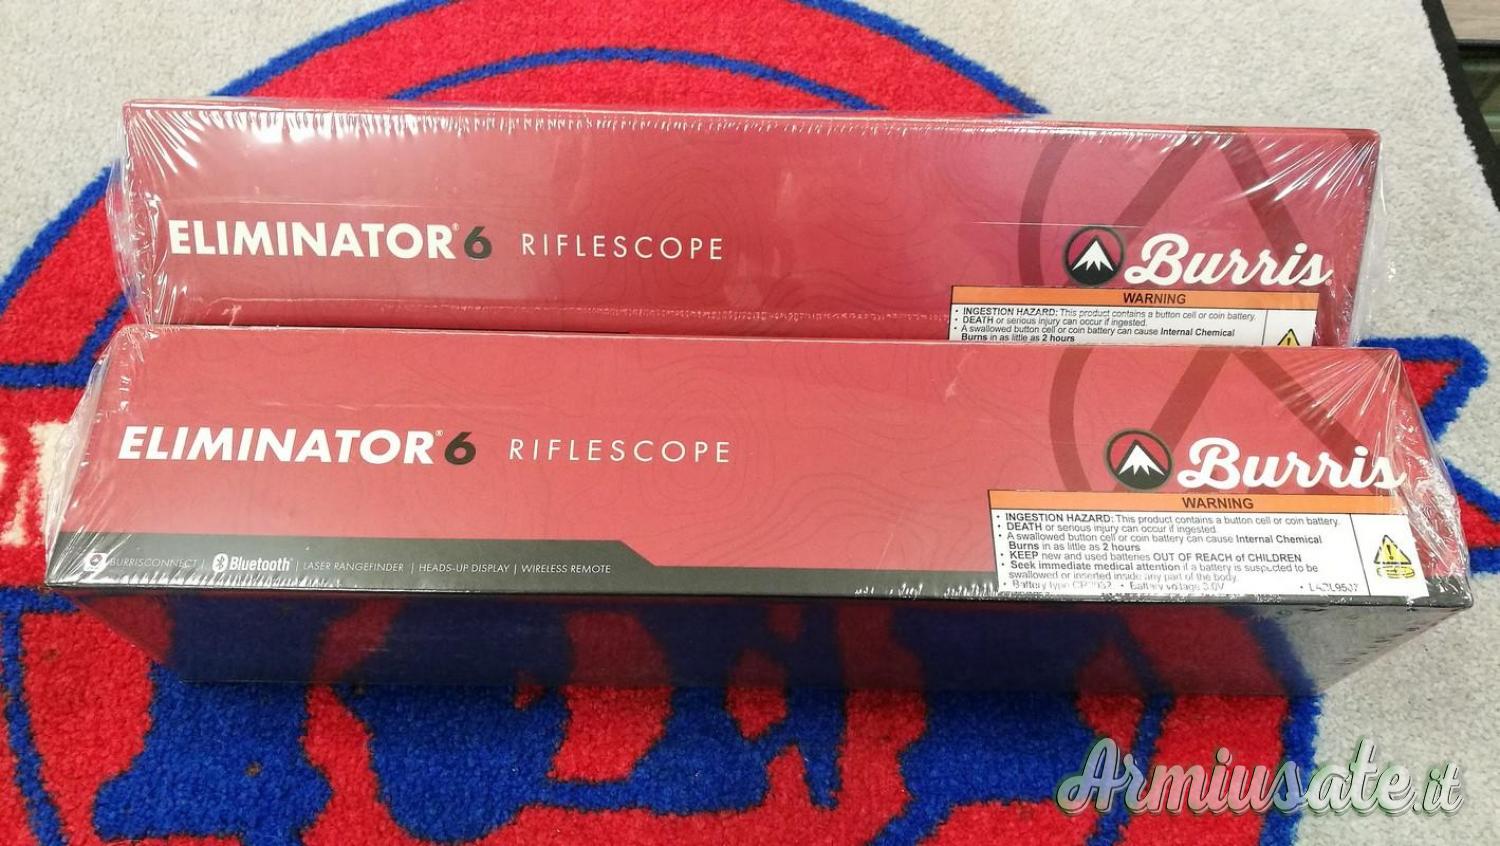 ELIMINATOR® 6 RIFLESCOPE
Burris
WARNING
• INGESTION HAZARD: This product contains a button cell or coin battery.
• DEATH or serious injury can occur if ingested.
• A swallowed button cell or coin battery can cause Internal Chemical
Burns in as little as 2 hours
ELIMINATOR® 6 RIFLESCOPE
Burris
WARNING
• INGESTION HAZARD: This product contains a button cell or coin battery.
• DEATH or serious injury can occur if ingested.
• A swallowed button cell or coin battery can cause Internal Chemical
Burns in as little as 2 hours
• KEEP new and used batteries OUT OF REACH of CHILDREN
• Seek immediate medical attention if a battery is suspected to be
swallowed or inserted inside any part of the body.
• Battery type • Battery voltage 3.0V
BURRISCONNECT | Bluetooth® | LASER RANGEFINDER | HEADS-UP DISPLAY | WIRELESS REMOTE
Armiusate.it